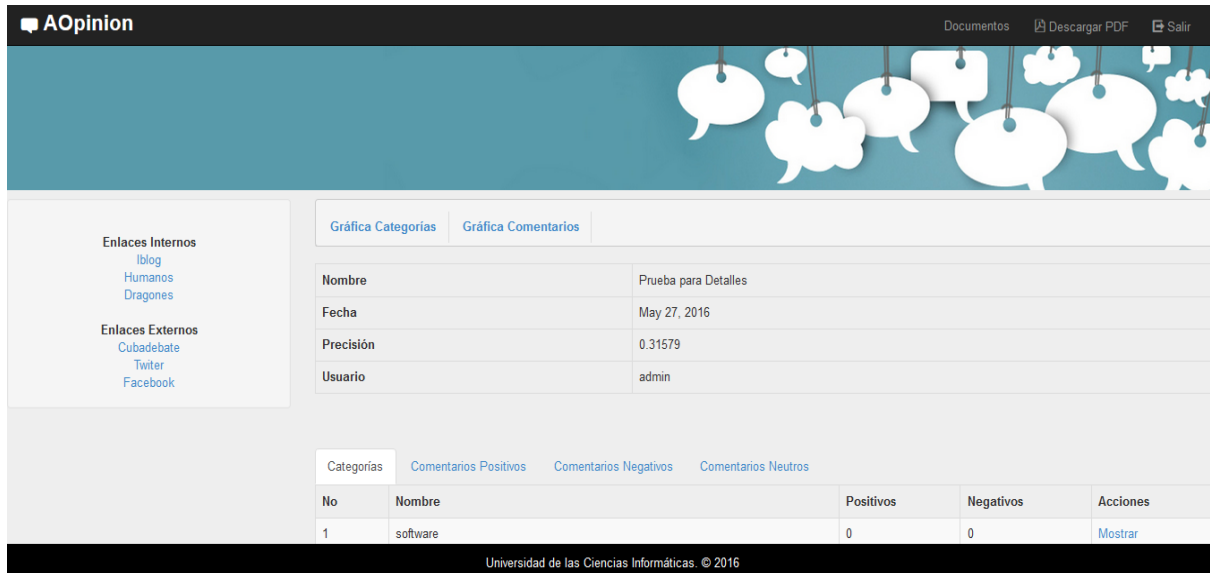 AOpinion
Documentos Descargar PDF Salir
Enlaces Internos
Iblog
Humanos
Dragones
Enlaces Externos
Cubadebate
Twiter
Facebook
Gráfica Categorías Gráfica Comentarios
Nombre Prueba para Detalles
Fecha May 27, 2016
Precisión 0.31579
Usuario admin
Categorías Comentarios Positivos Comentarios Negativos Comentarios Neutros
No Nombre Positivos Negativos Acciones
1 software 0 0 Mostrar
Universidad de las Ciencias Informáticas. © 2016